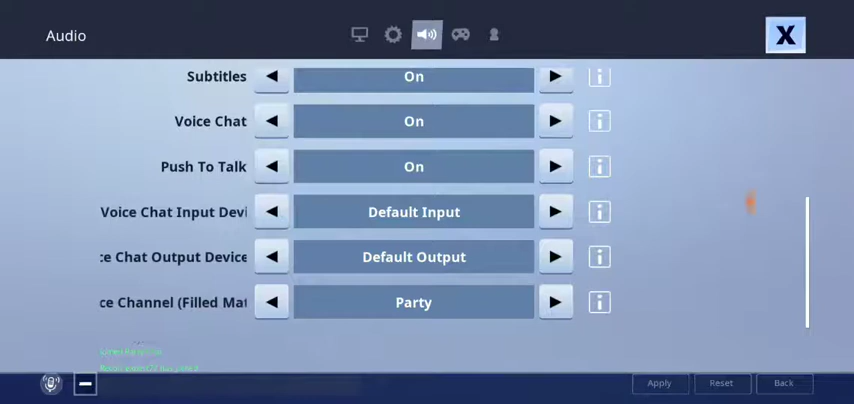 Audio
X
Subtitles On
Voice Chat On
Push To Talk On
Voice Chat Input Devi Default Input
ce Chat Output Device Default Output
ce Channel (Filled Mat Party
Apply Reset Back